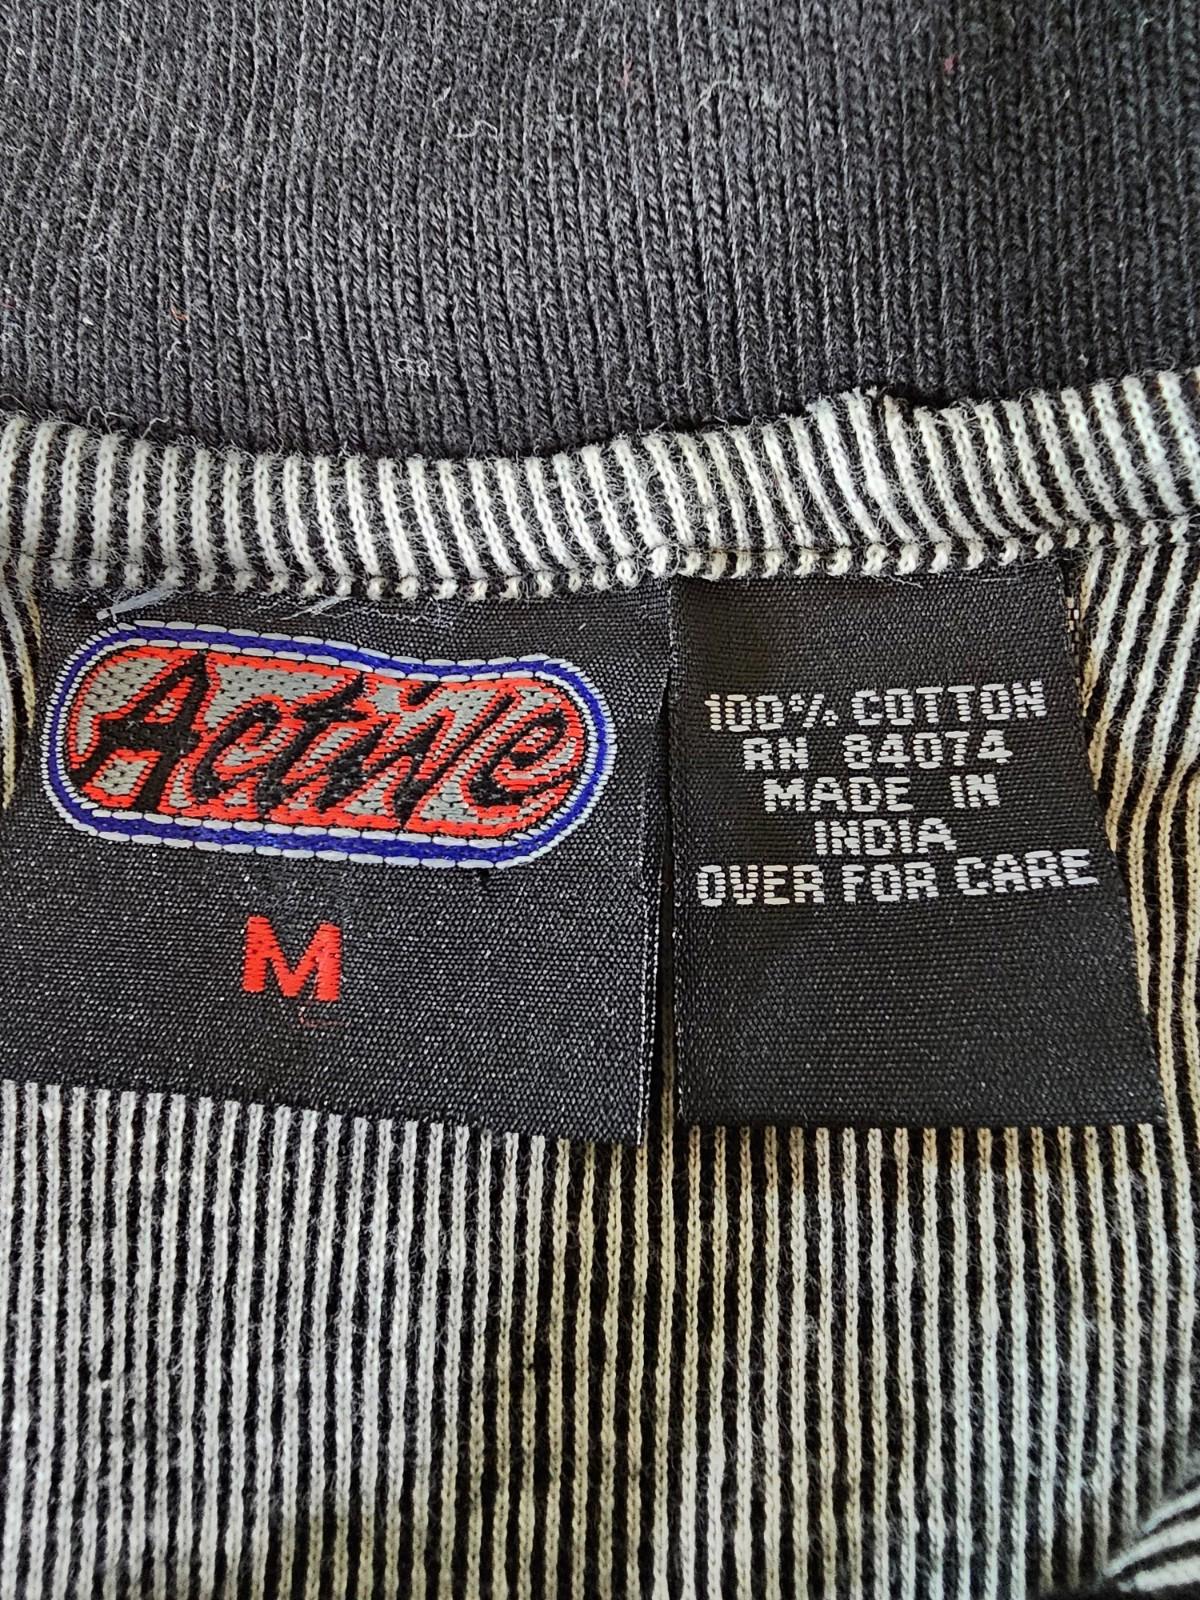 Active
M
100% COTTON
RN 84074
MADE IN
INDIA
OVER FOR CARE